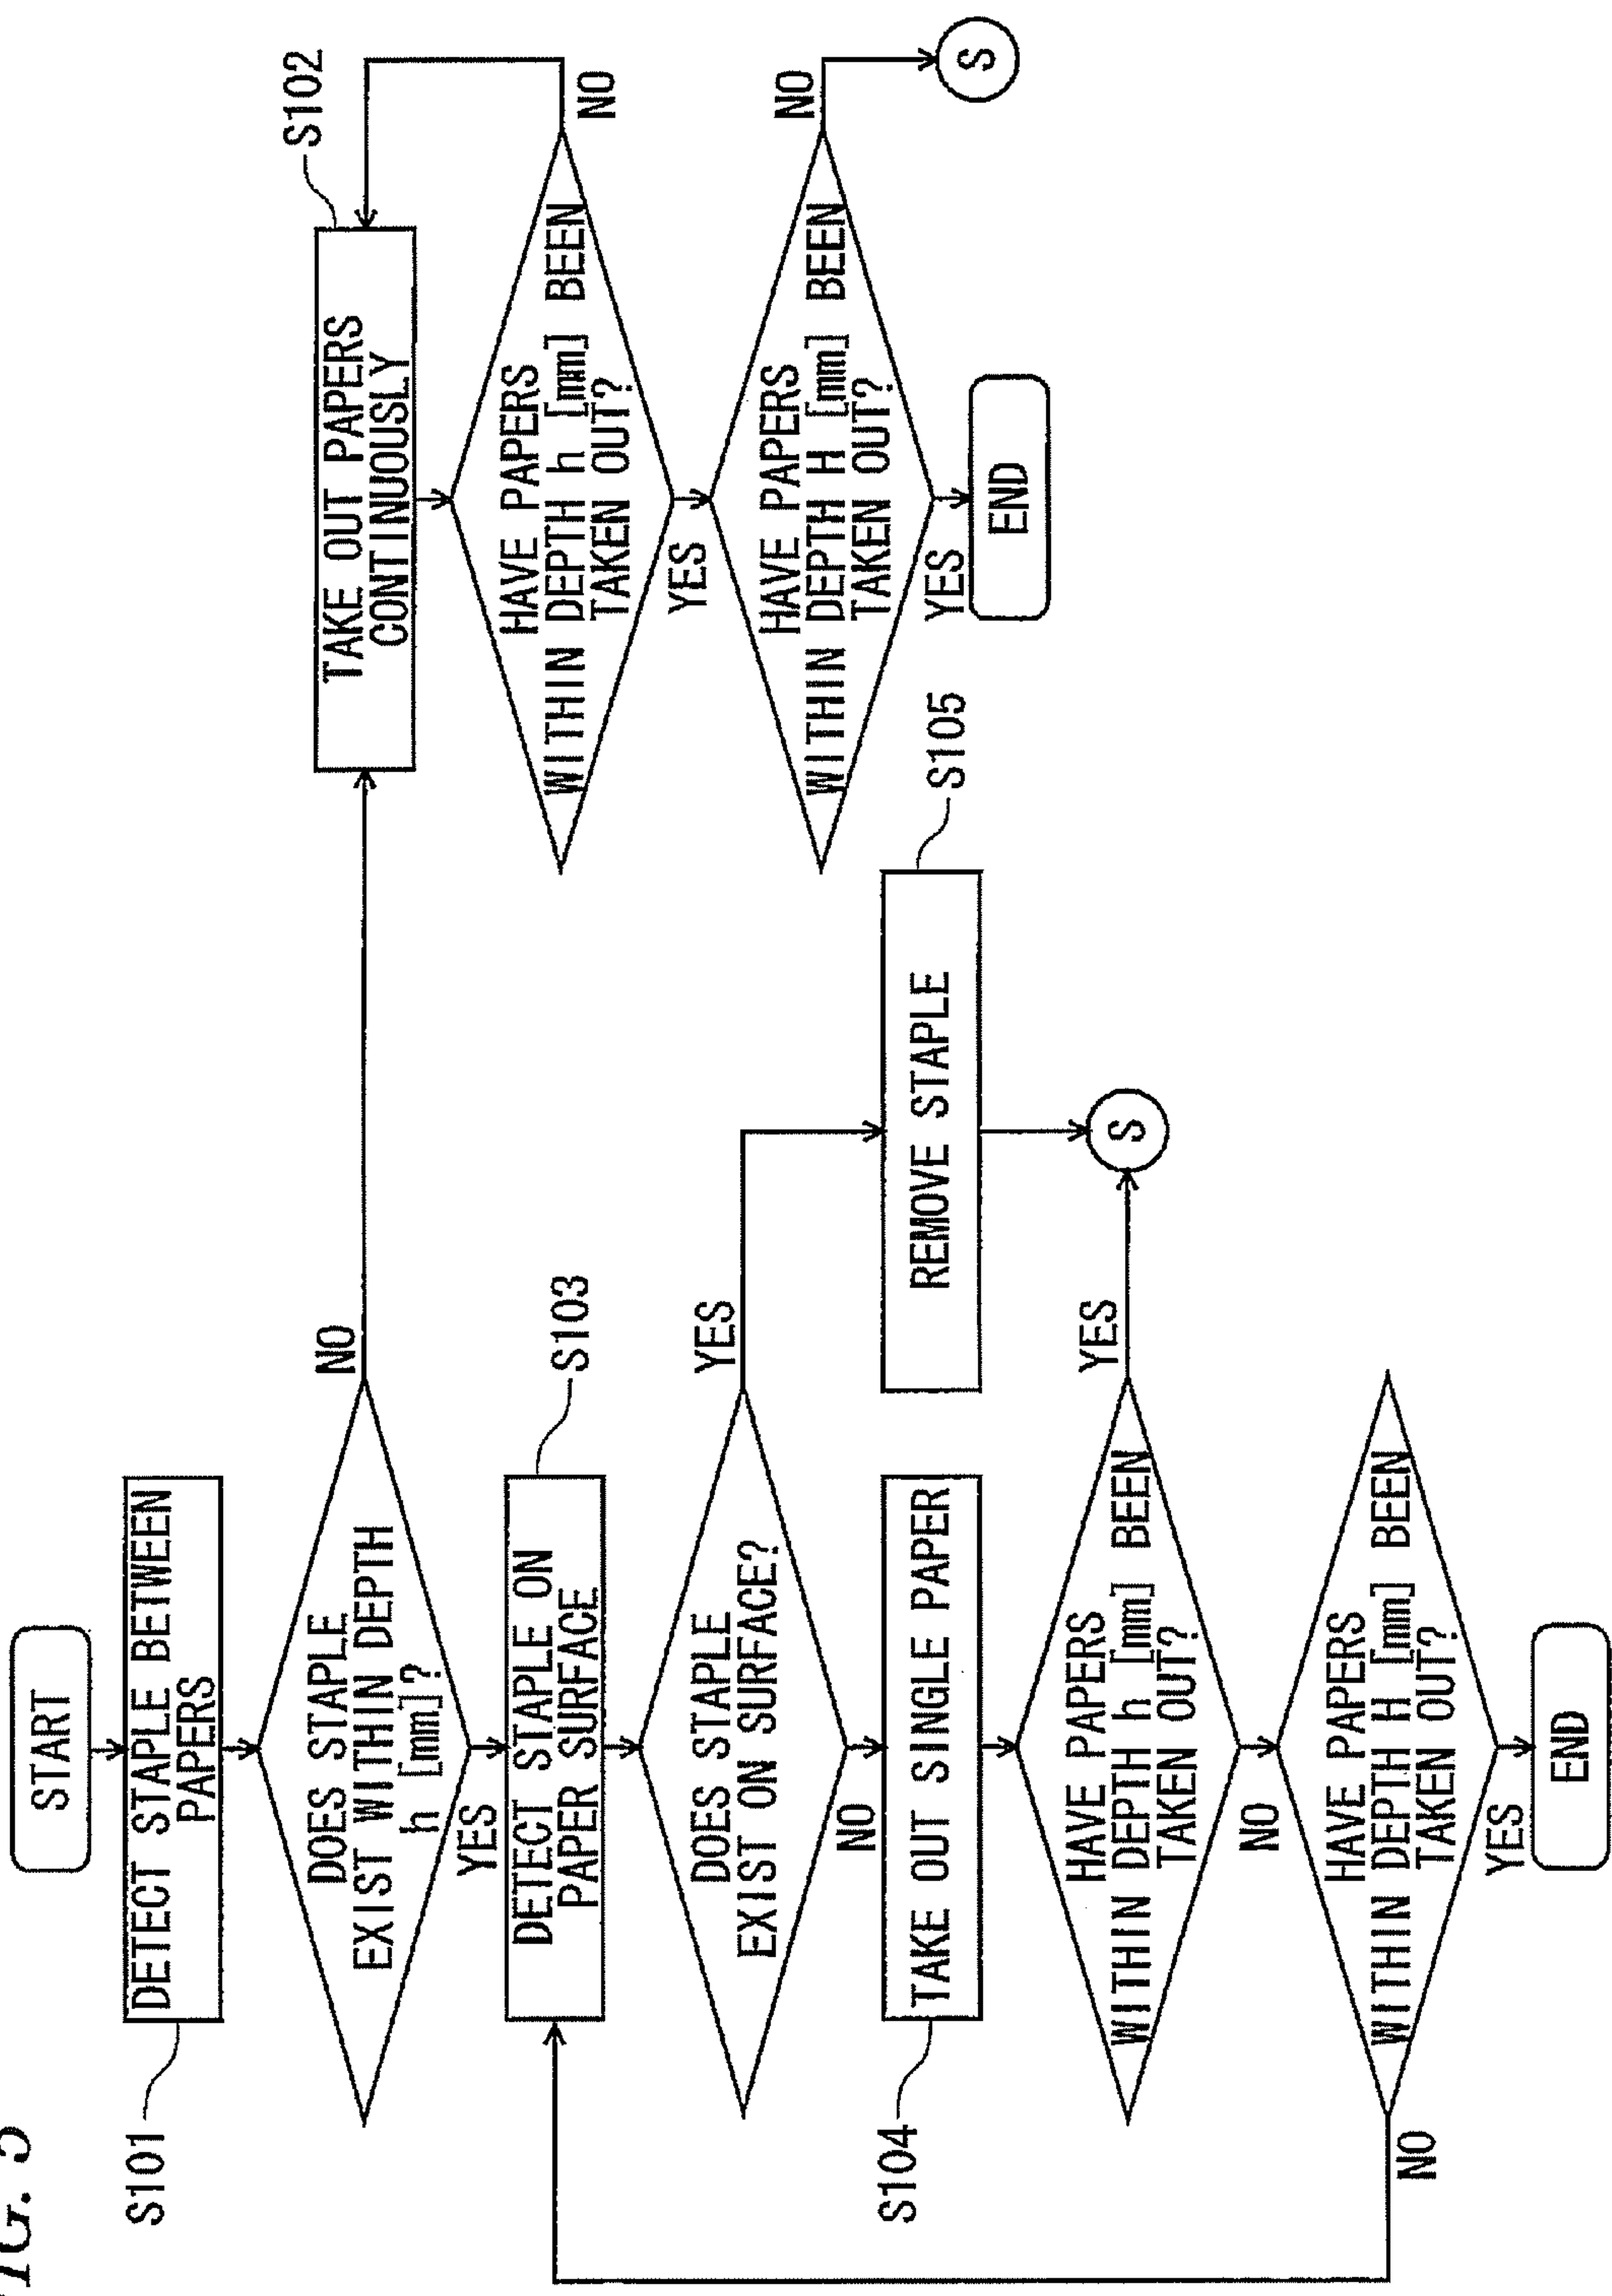 FIG. 5
START
S101
DETECT STAPLE BETWEEN
PAPERS
DOES STAPLE
EXIST WITHIN DEPTH
h [mm]?
NO
YES
S102
TAKE OUT PAPERS
CONTINUOUSLY
HAVE PAPERS
WITHIN DEPTH h [mm] BEEN
TAKEN OUT?
NO
YES
HAVE PAPERS
WITHIN DEPTH H [mm] BEEN
TAKEN OUT?
NO
S
YES
END
S103
DETECT STAPLE ON
PAPER SURFACE
DOES STAPLE
EXIST ON SURFACE?
YES
NO
S105
REMOVE STAPLE
S
S104
TAKE OUT SINGLE PAPER
HAVE PAPERS
WITHIN DEPTH h [mm] BEEN
TAKEN OUT?
YES
NO
HAVE PAPERS
WITHIN DEPTH H [mm] BEEN
TAKEN OUT?
NO
YES
END